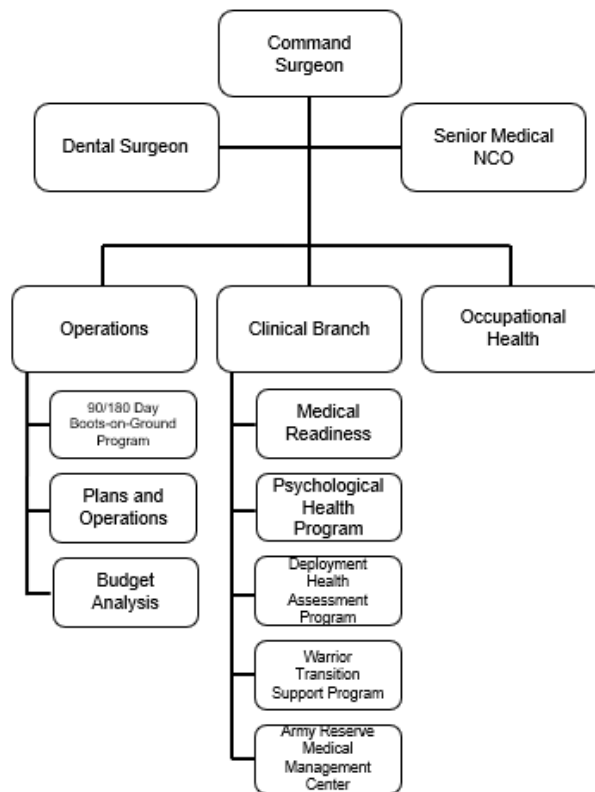 Command
Surgeon
Dental Surgeon
Senior Medical
NCO
Operations
Clinical Branch
Occupational
Health
90/180 Day
Boots-on-Ground
Program
Plans and
Operations
Budget
Analysis
Medical
Readiness
Psychological
Health
Program
Deployment
Health
Assessment
Program
Warrior
Transition
Support Program
Army Reserve
Medical
Management
Center